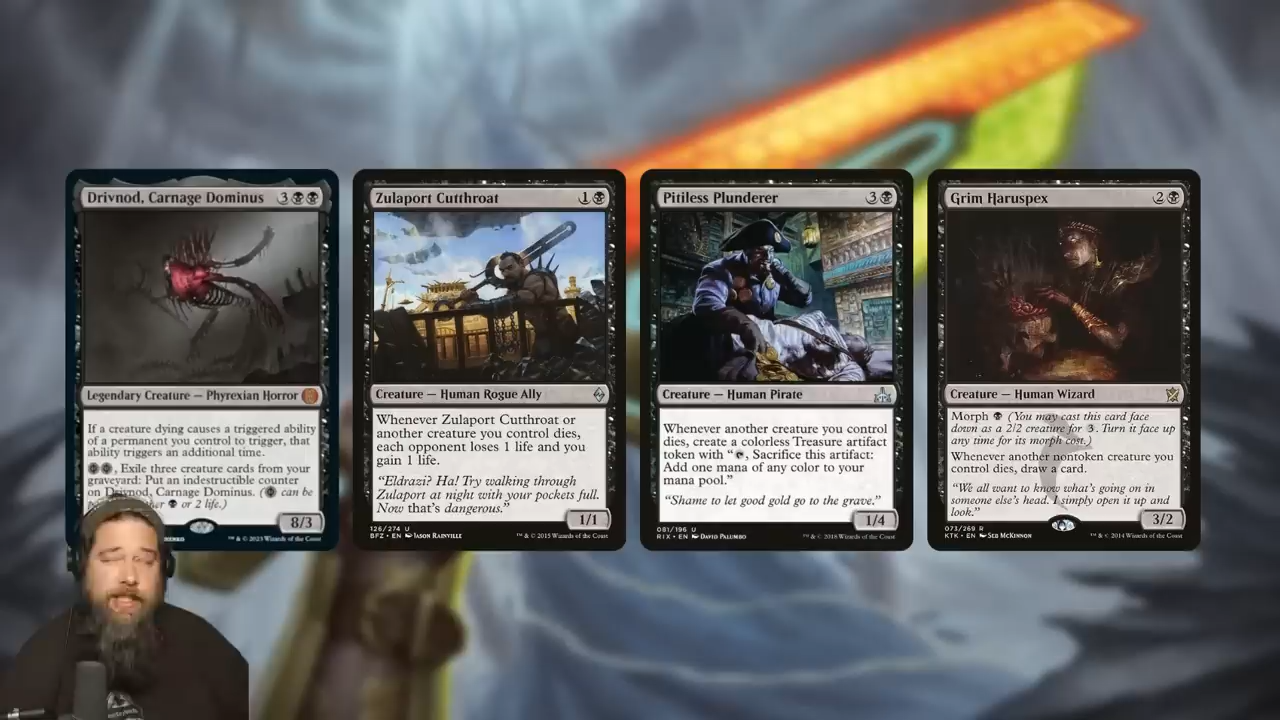 Drivnod, Carnage Dominus 3
Legendary Creature — Phyrexian Horror
If a creature dying causes a triggered ability
of a permanent you control to trigger, that
ability triggers an additional time.
, Exile three creature cards from your
graveyard: Put an indestructible counter
on Drivnod, Carnage Dominus. ( can be
or 2 life.)
8/3
™ & © 2023 Wizards of the Coast
Zulaport Cutthroat 1
Creature — Human Rogue Ally
Whenever Zulaport Cutthroat or
another creature you control dies,
each opponent loses 1 life and you
gain 1 life.
“Eldrazi? Ha! Try walking through
Zulaport at night with your pockets full.
Now that’s dangerous.”
1/1
126/274 U
BFZ • EN Jason Rainville
™ & © 2015 Wizards of the Coast
Pitiless Plunderer 3
Creature — Human Pirate
Whenever another creature you control
dies, create a colorless Treasure artifact
token with “, Sacrifice this artifact:
Add one mana of any color to your
mana pool.”
“Shame to let good gold go to the grave.”
1/4
081/196 U
RIX • EN David Palumbo
™ & © 2018 Wizards of the Coast
Grim Haruspex 2
Creature — Human Wizard
Morph (You may cast this card face
down as a 2/2 creature for 3. Turn it face up
any time for its morph cost.)
Whenever another nontoken creature you
control dies, draw a card.
“We all want to know what’s going on in
someone else’s head. I simply open it up and
look.”
3/2
073/269 R
KTK • EN Seb McKinnon
™ & © 2014 Wizards of the Coast